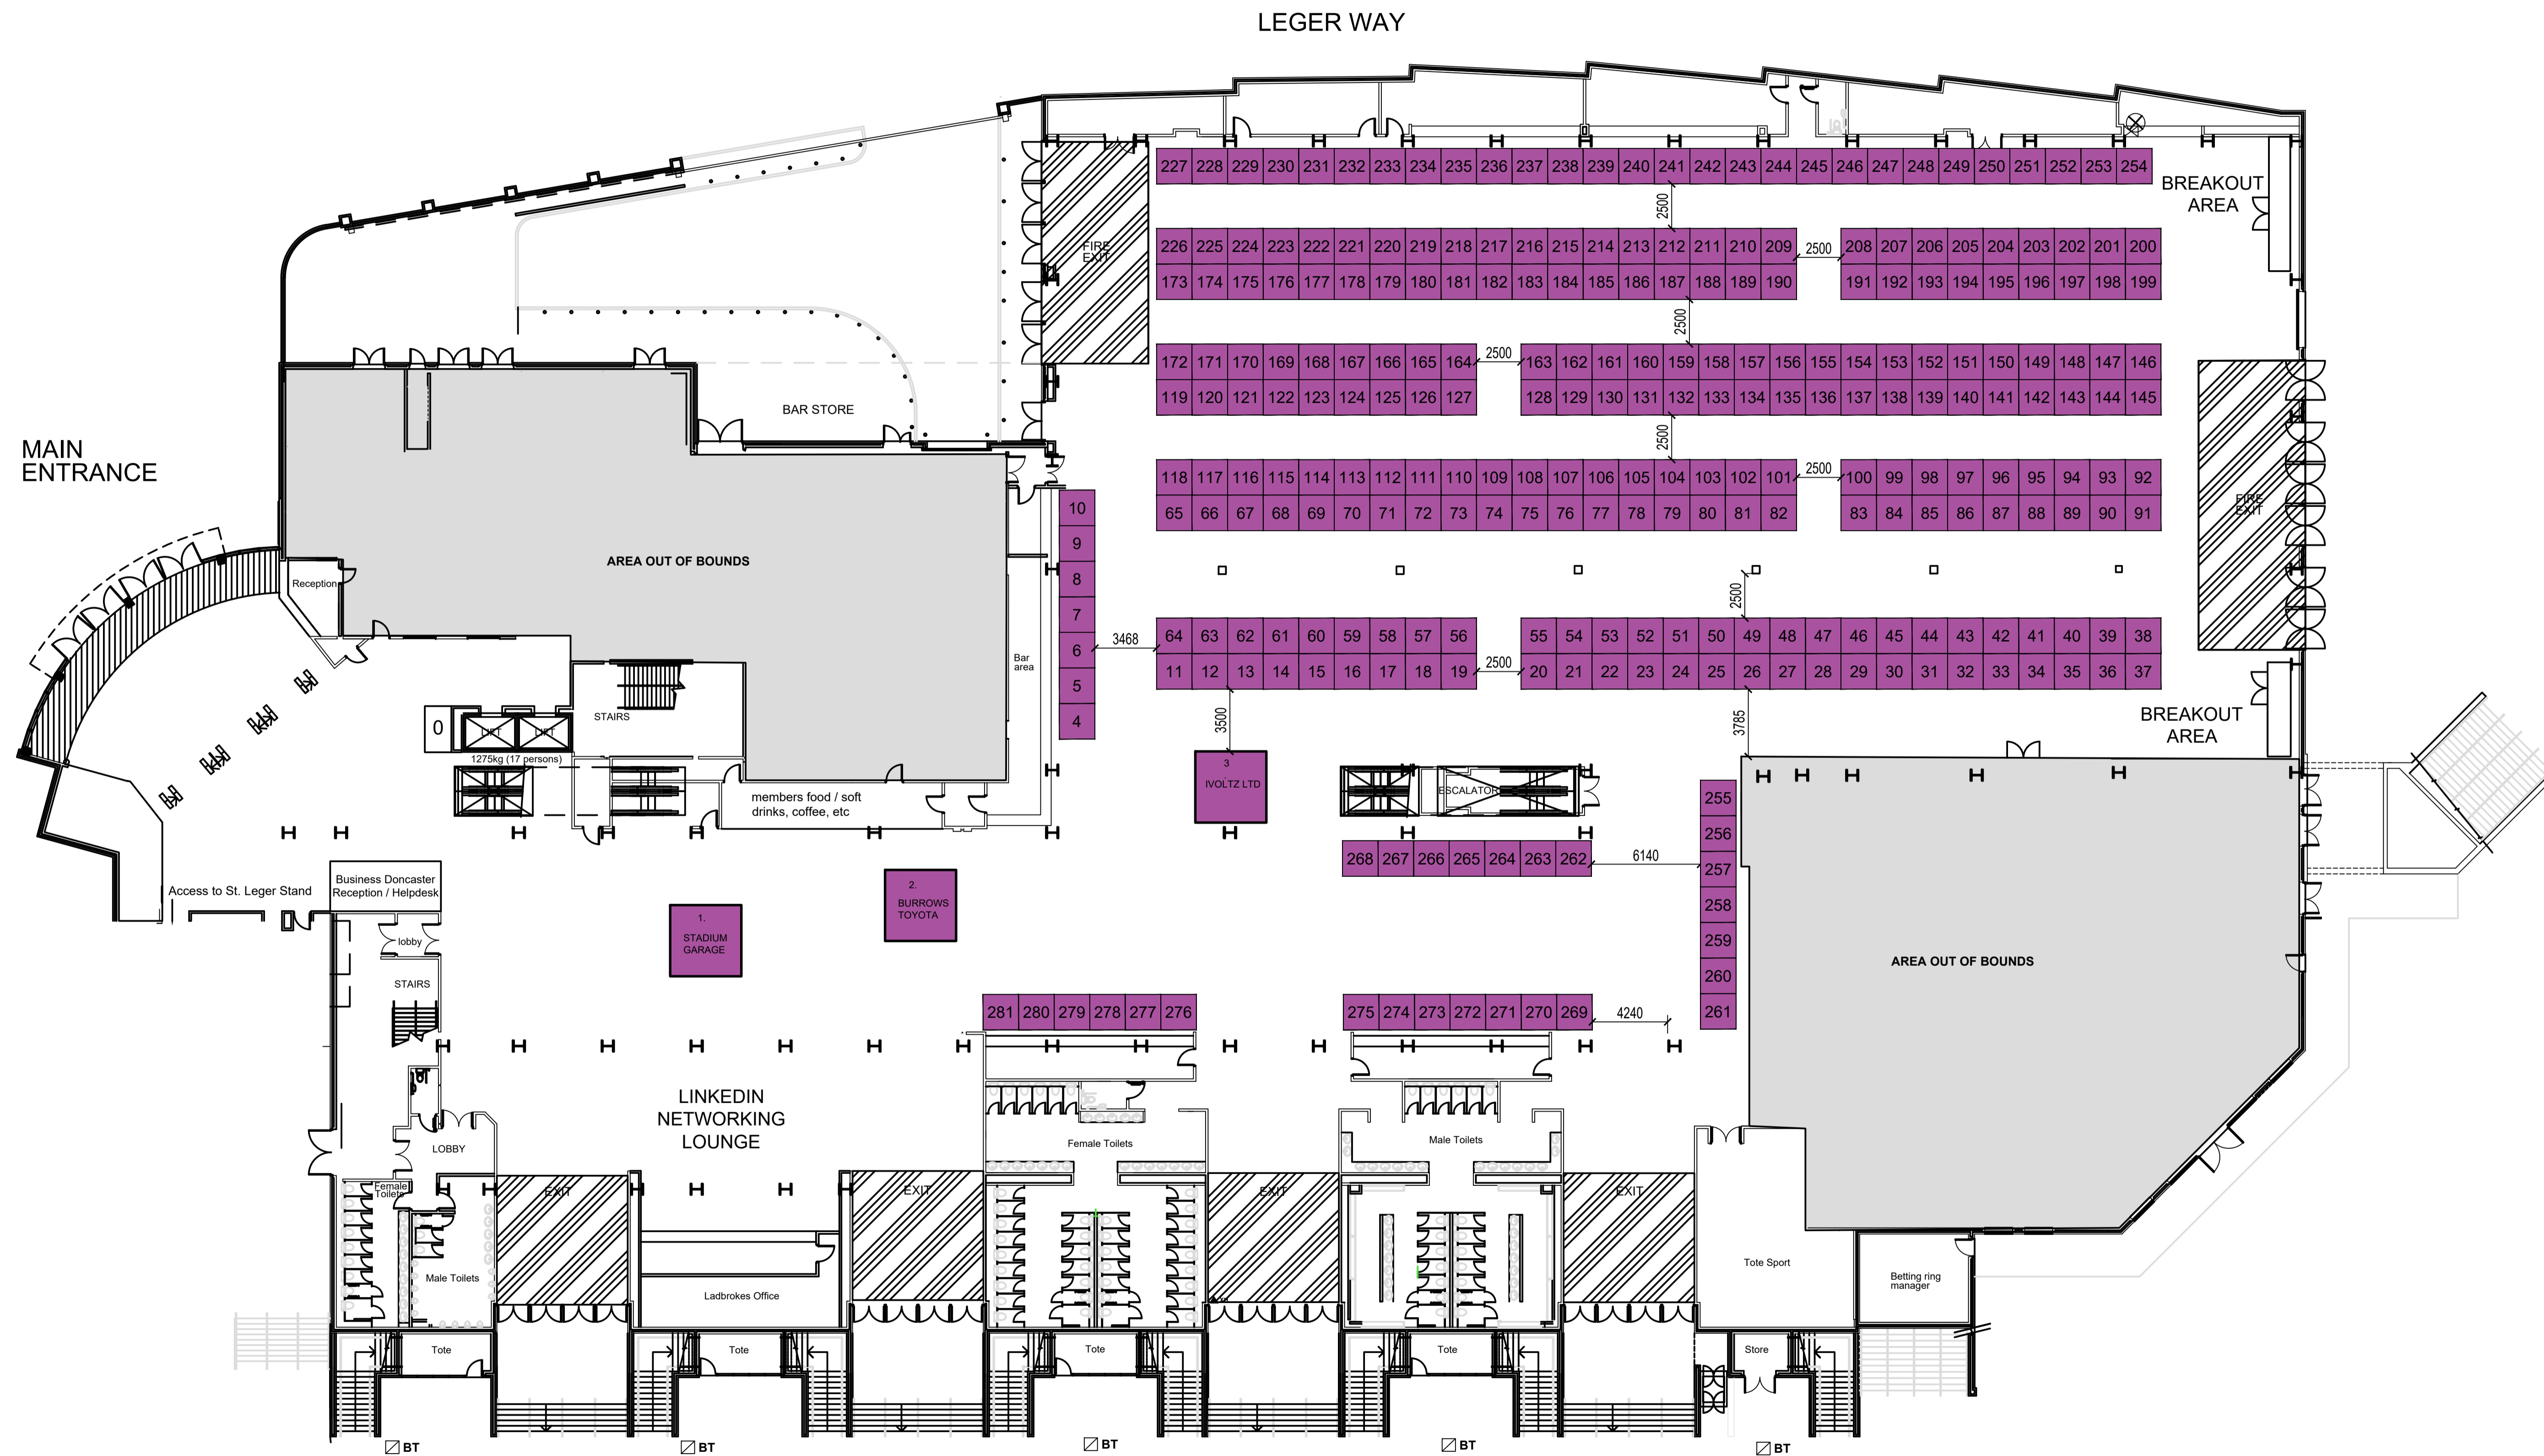 LEGER WAY
227 228 229 230 231 232 233 234 235 236 237 238 239 240 241 242 243 244 245 246 247 248 249 250 251 252 253 254
BREAKOUT
AREA
2500
FIRE
EXIT
226 225 224 223 222 221 220 219 218 217 216 215 214 213 212 211 210 209 2500 208 207 206 205 204 203 202 201 200
173 174 175 176 177 178 179 180 181 182 183 184 185 186 187 188 189 190 191 192 193 194 195 196 197 198 199
2500
172 171 170 169 168 167 166 165 164 2500 163 162 161 160 159 158 157 156 155 154 153 152 151 150 149 148 147 146
119 120 121 122 123 124 125 126 127 128 129 130 131 132 133 134 135 136 137 138 139 140 141 142 143 144 145
BAR STORE
2500
MAIN
ENTRANCE
118 117 116 115 114 113 112 111 110 109 108 107 106 105 104 103 102 101 2500 100 99 98 97 96 95 94 93 92
65 66 67 68 69 70 71 72 73 74 75 76 77 78 79 80 81 82 83 84 85 86 87 88 89 90 91
FIRE
EXIT
10
9
8
7
6
5
4
AREA OUT OF BOUNDS
Reception
2500
3468
64 63 62 61 60 59 58 57 56 55 54 53 52 51 50 49 48 47 46 45 44 43 42 41 40 39 38
11 12 13 14 15 16 17 18 19 2500 20 21 22 23 24 25 26 27 28 29 30 31 32 33 34 35 36 37
Bar
area
STAIRS
0
LIFT
LIFT
1275kg (17 persons)
3500
3785
BREAKOUT
AREA
3
IVOLTZ LTD
ESCALATOR
members food / soft
drinks, coffee, etc
255
256
257
258
259
260
261
268 267 266 265 264 263 262 6140
Business Doncaster
Reception / Helpdesk
Access to St. Leger Stand
2.
BURROWS
TOYOTA
1.
STADIUM
GARAGE
lobby
STAIRS
AREA OUT OF BOUNDS
281 280 279 278 277 276
275 274 273 272 271 270 269 4240
LINKEDIN
NETWORKING
LOUNGE
LOBBY
Female Toilets
Male Toilets
Female
Toilets
EXIT
EXIT
EXIT
EXIT
Male Toilets
Ladbrokes Office
Tote Sport
Betting ring
manager
Tote
Tote
Tote
Tote
Store
BT
BT
BT
BT
BT